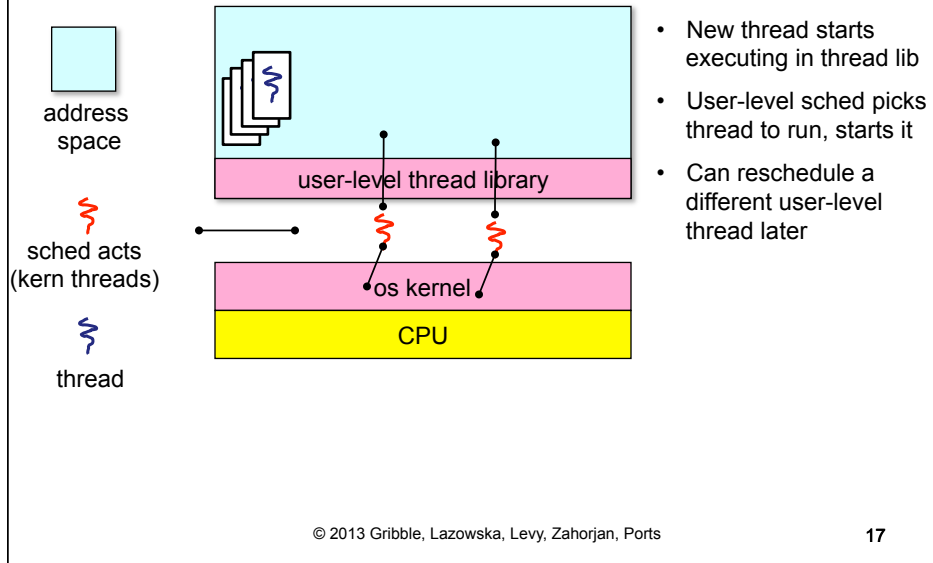 address
space
sched acts
(kern threads)
thread
user-level thread library
os kernel
CPU
• New thread starts
executing in thread lib
• User-level sched picks
thread to run, starts it
• Can reschedule a
different user-level
thread later
© 2013 Gribble, Lazowska, Levy, Zahorjan, Ports
17